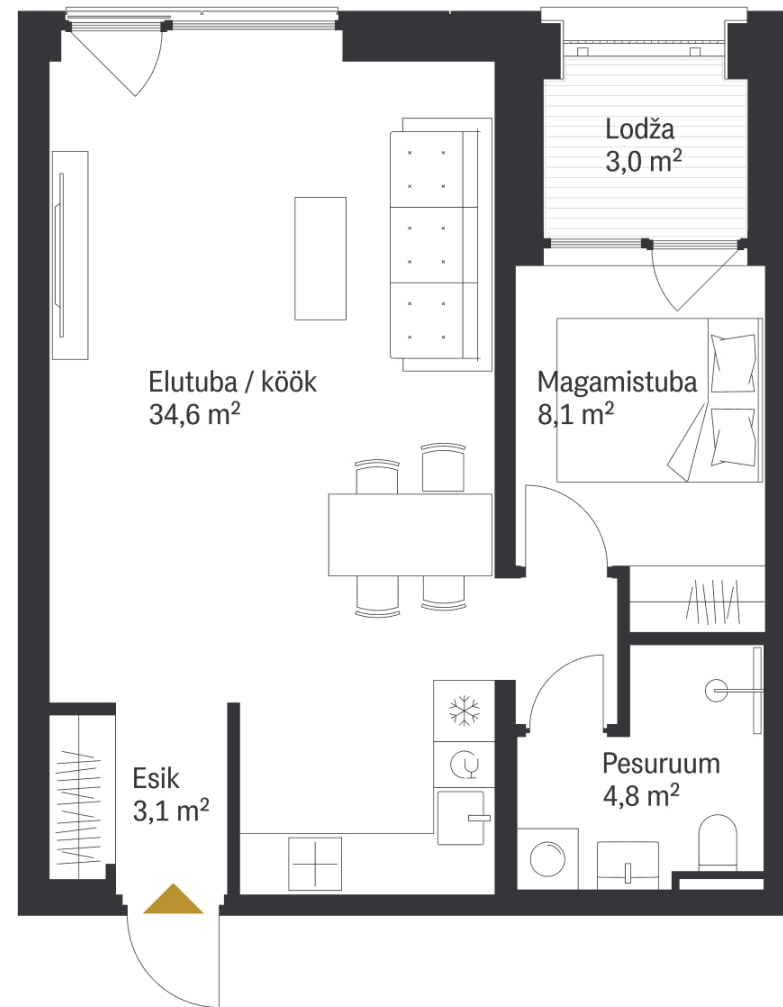 Lodža
3,0 m²
Elutuba / köök
34,6 m²
Magamistuba
8,1 m²
Esik
3,1 m²
Pesuruum
4,8 m²